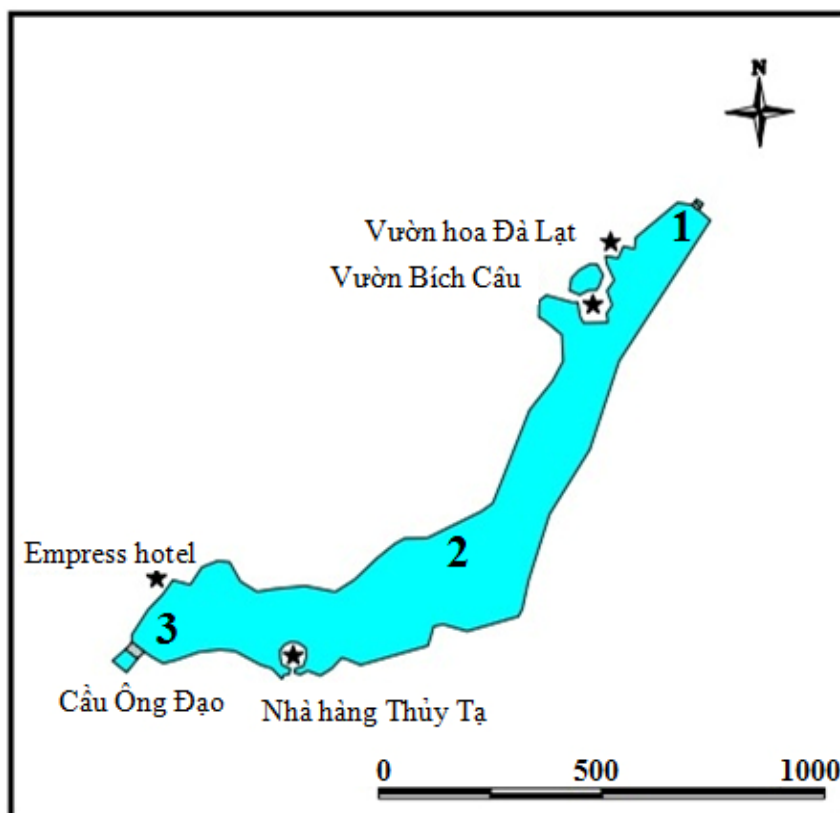 N
1
Vườn hoa Đà Lạt
Vườn Bích Câu
2
Empress hotel
3
Cầu Ông Đạo
Nhà hàng Thủy Tạ
0 500 1000